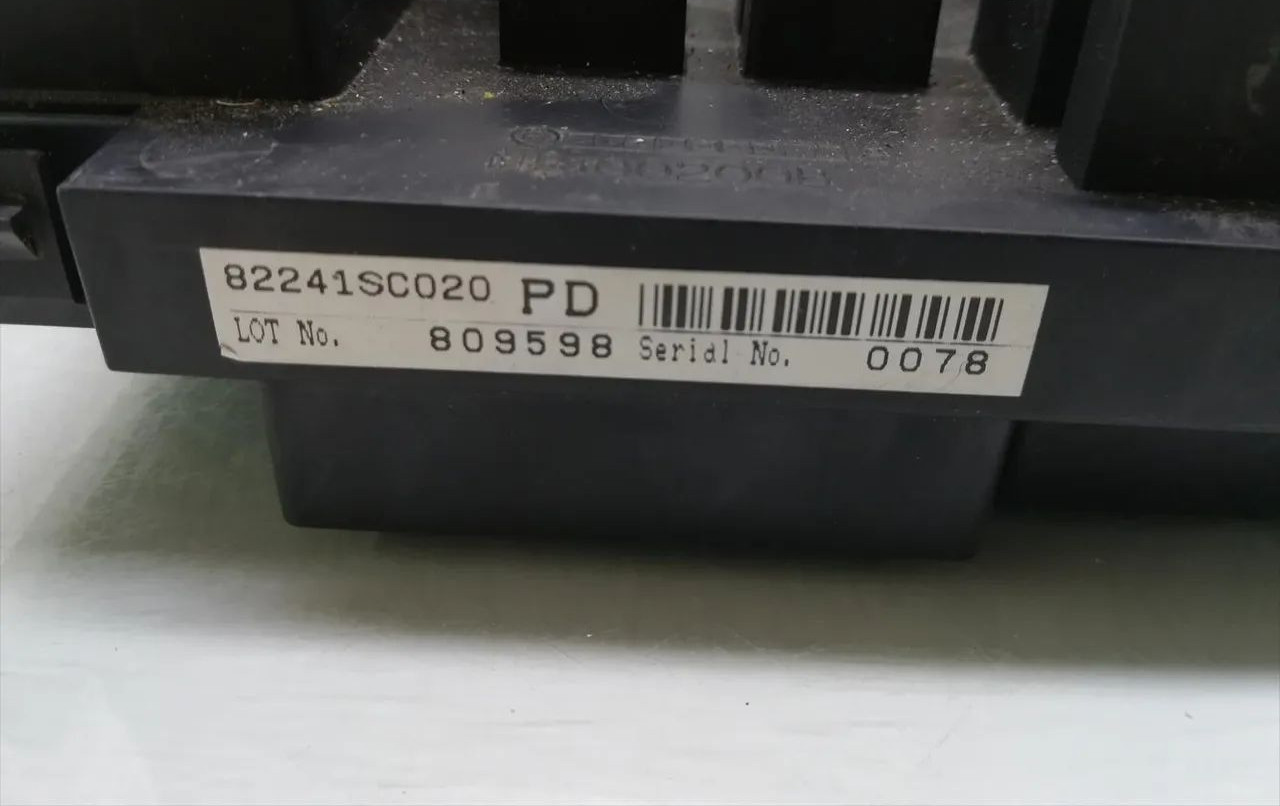 82241SC020 PD
LOT No. 809598 Serial No. 0078